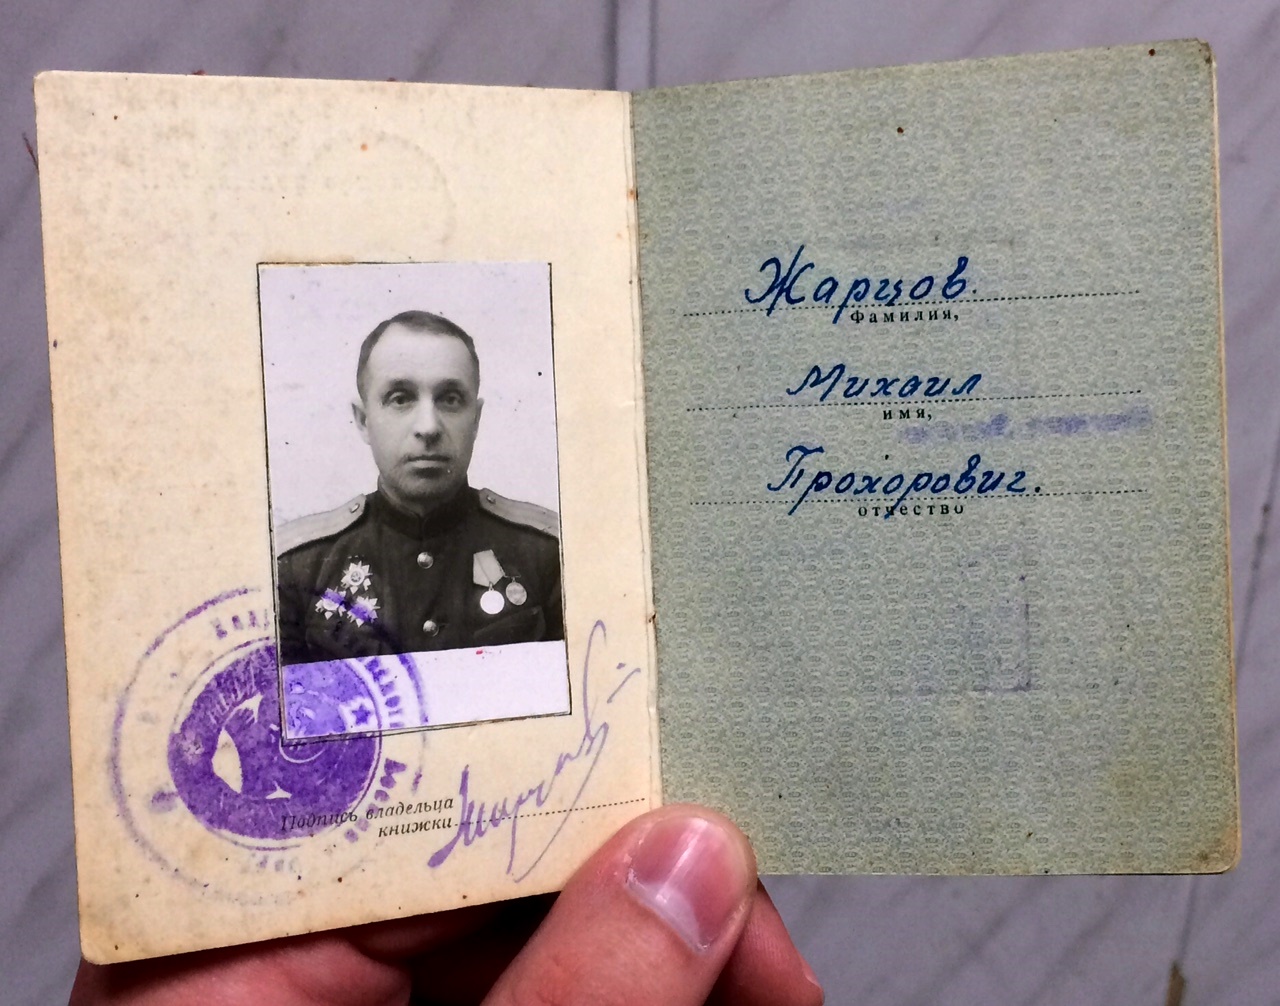 Подпись владельца
книжки
Жарцов.
фамилия,
Михаил
имя,
Прохорович.
отчество